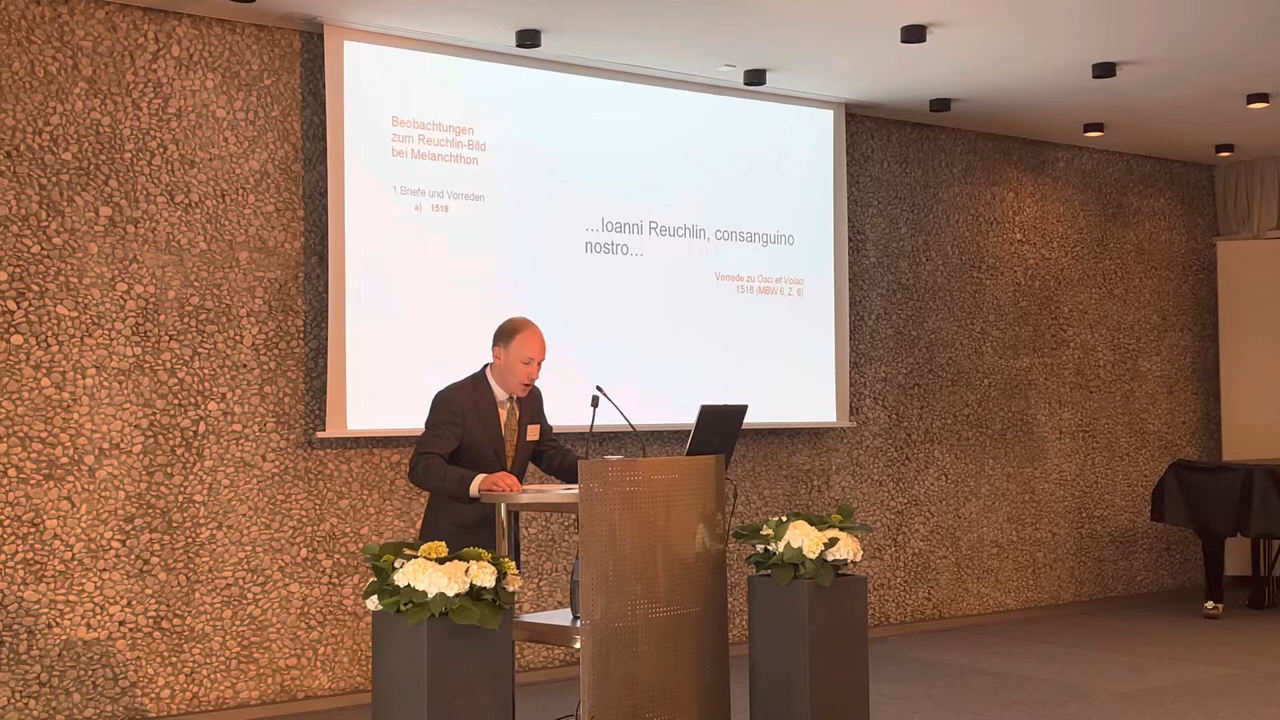 Beobachtungen
zum Reuchlin-Bild
bei Melanchthon
1.Briefe und Vorreden
a) 1518
…Ioanni Reuchlin, consanguino
nostro…
Vorrede zu Osci et Volsci
1518 (MBW 6, Z. 6)